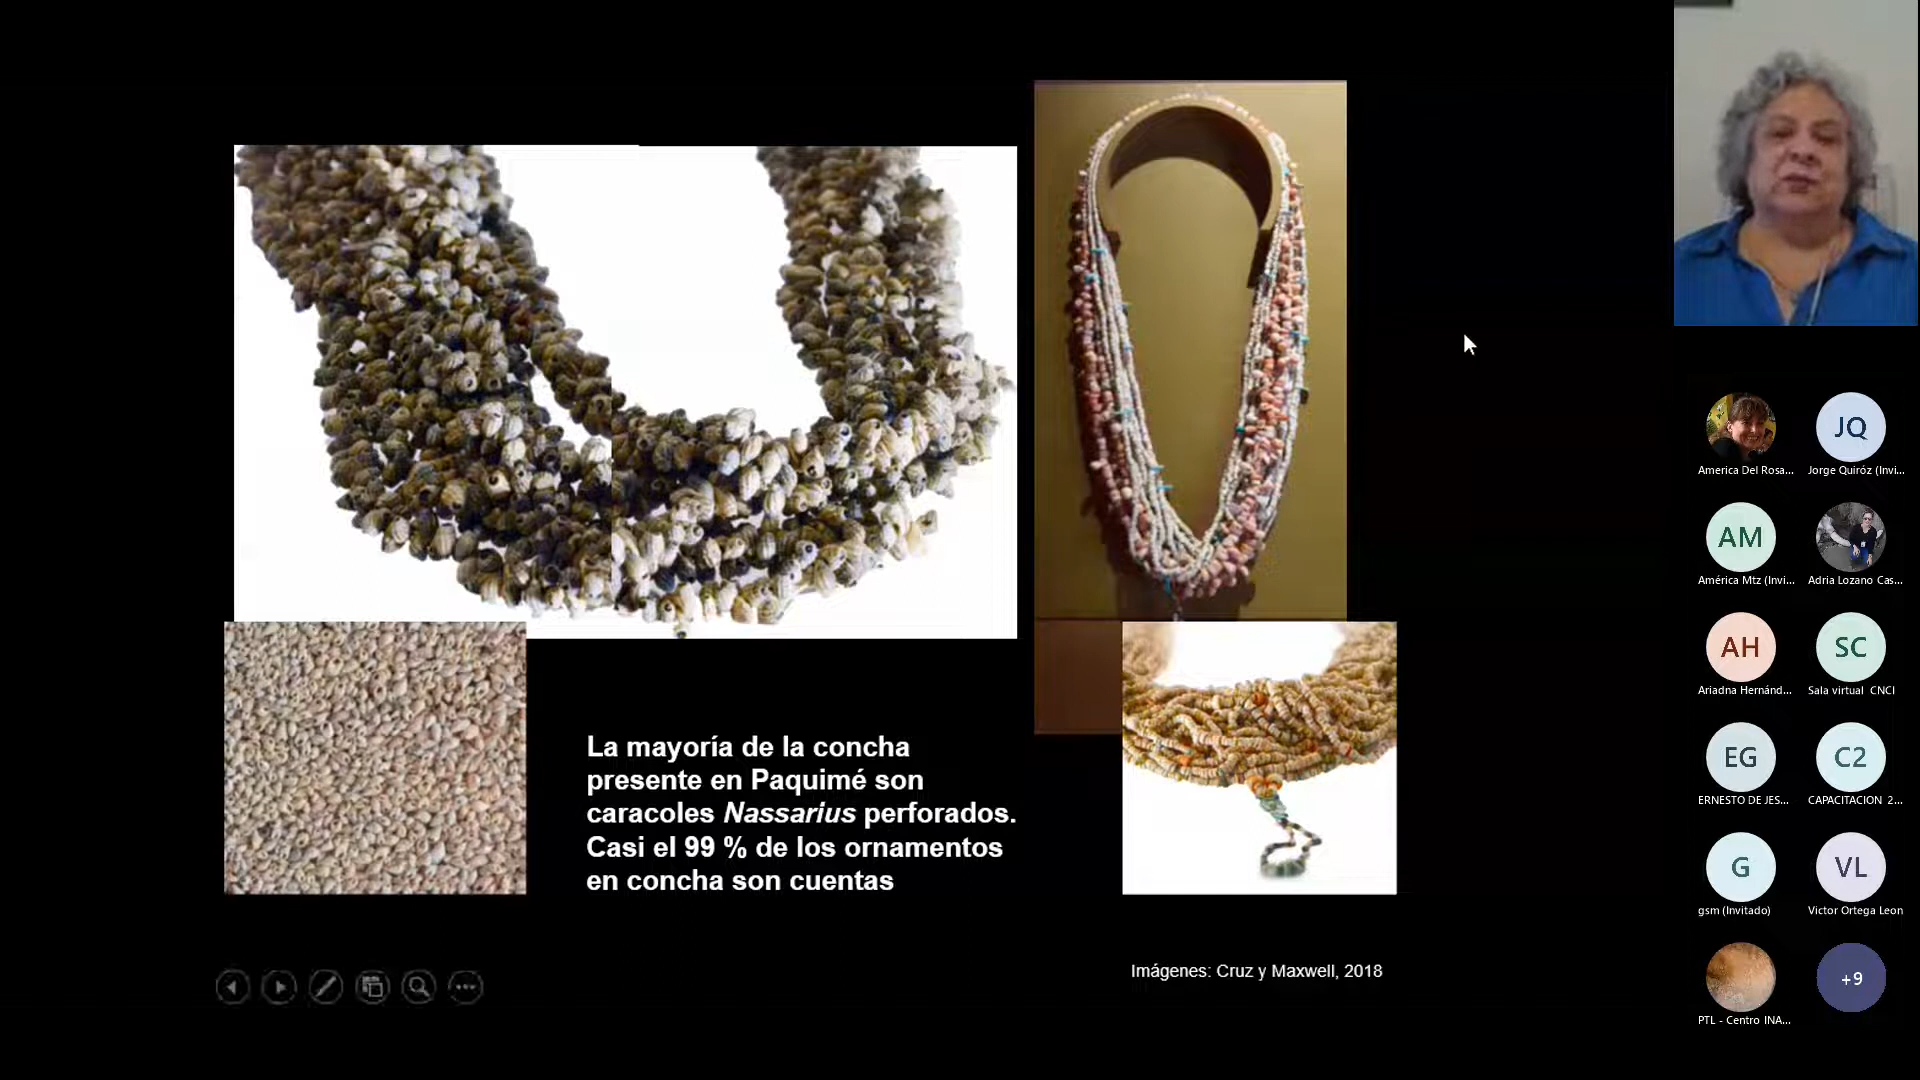 La mayoría de la concha
presente en Paquimé son
caracoles Nassarius perforados.
Casi el 99 % de los ornamentos
en concha son cuentas
Imágenes: Cruz y Maxwell, 2018
America Del Rosa...
JQ
Jorge Quiróz (Invi...
AM
América Mtz (Invi...
Adria Lozano Cas...
AH
Ariadna Hernánd...
SC
Sala virtual CNCI
EG
ERNESTO DE JES...
C2
CAPACITACION 2...
G
gsm (Invitado)
VL
Victor Ortega Leon
PTL - Centro INA...
+9